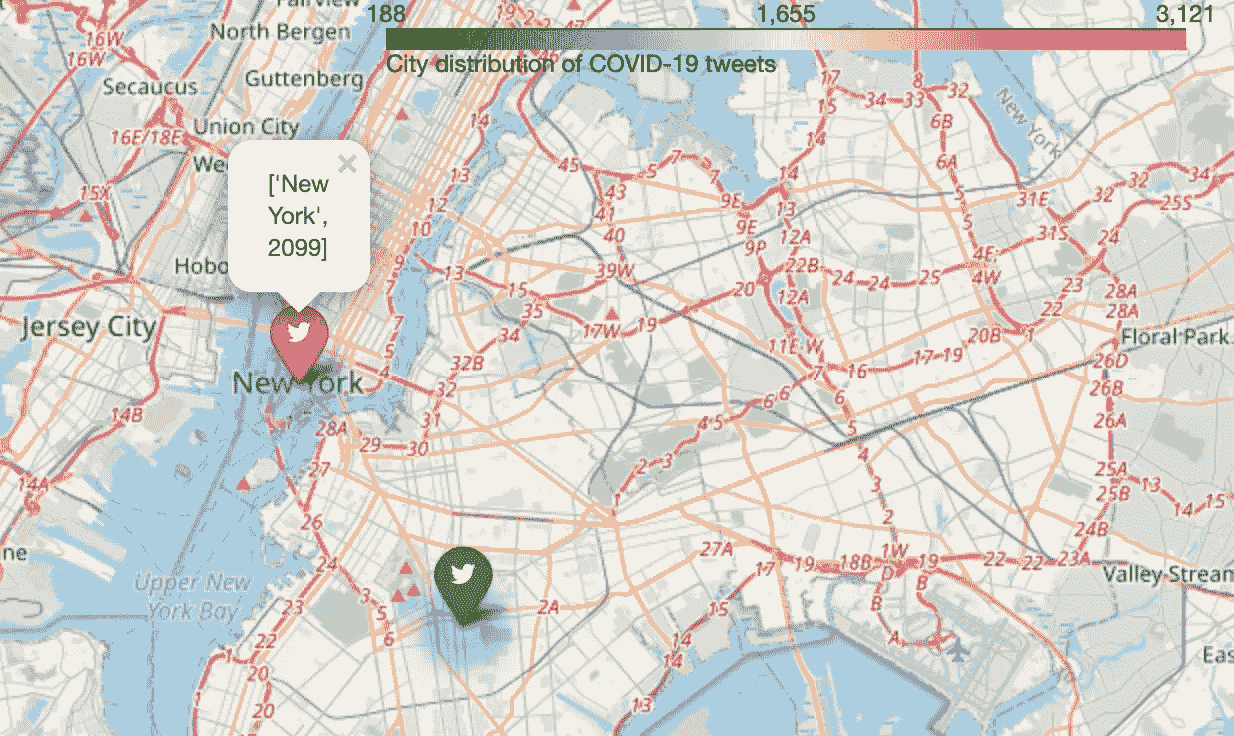 Fairview
188
1,655
3,121
19
2
2
47
16W
North Bergen
16W
City distribution of COVID-19 tweets
46
Secaucus
Guttenberg
17
8
15
34
33
32
New York
Union City
14
6B
16E/18E
14
We
['New
York',
2099]
×
13
45
5
7
7
14
6A
15X
43
9E
13
5
31E
32
32
34
25S
12
41
9E
5
10
40
12A
31S
24
9P
4E
Hobo
9
13
39W
22B
24
24
25
4W
23
28A
7
15
20
12A
22
28A
Jersey City
35
17W
19
7
34
11E-W
20B
1
Floral Park
5
32B
17-19
26D
New York
4
32
7
16
26B
6
6
6
14B
31
4-5
5
26A
28A
29
30
27
2
3
4
25A
14A
3
25B
13
14
15
1
26
2
24B
ne
24
27A
17
19
18B
1W
19
22
22
23A
D
B
Valley Stream
Upper New
York Bay
3
5
23
2A
15
B
6
22
A
14
1
20
14
Eas
1
20
13